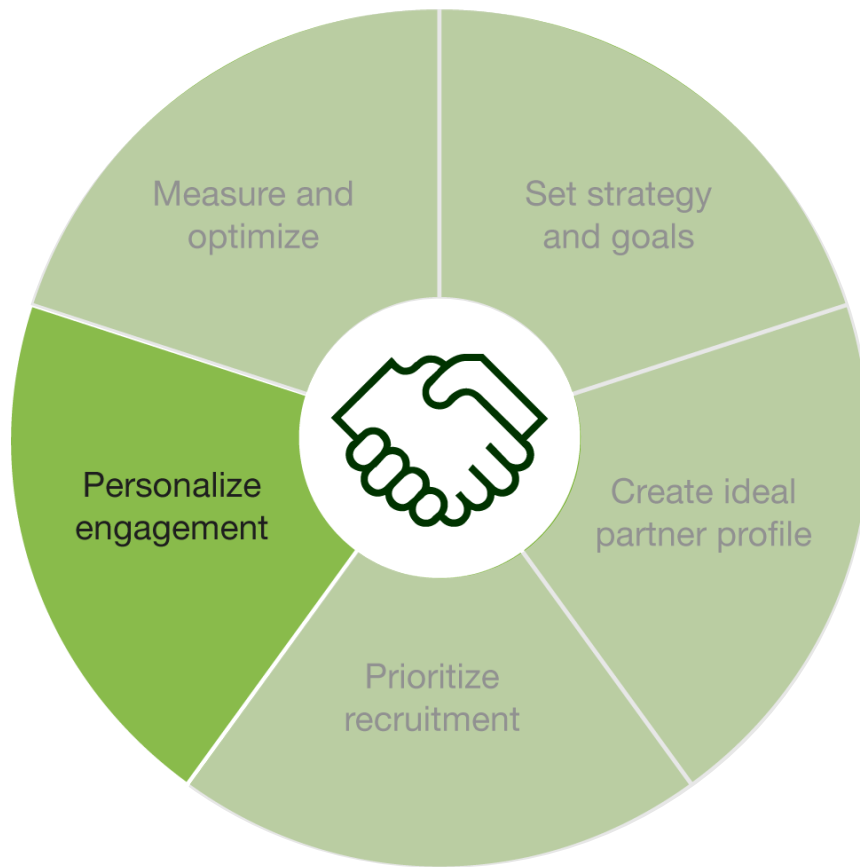 Measure and
optimize
Set strategy
and goals
Personalize
engagement
Create ideal
partner profile
Prioritize
recruitment